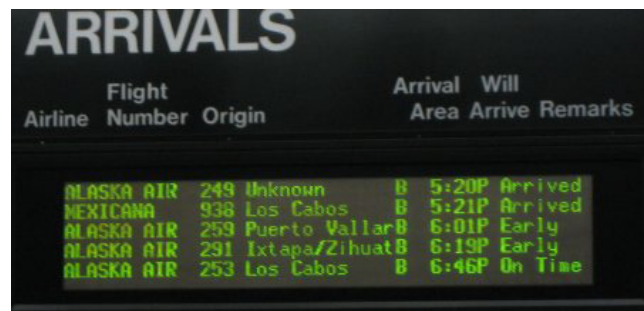 ARRIVALS
Flight Arrival Will
Airline Number Origin Area Arrive Remarks
ALASKA AIR 249 Unknown B 5:20P Arrived
MEXICANA 938 Los Cabos B 5:21P Arrived
ALASKA AIR 259 Puerto VallarB 6:01P Early
ALASKA AIR 291 Ixtapa/ZihuatB 6:19P Early
ALASKA AIR 253 Los Cabos B 6:46P On Time